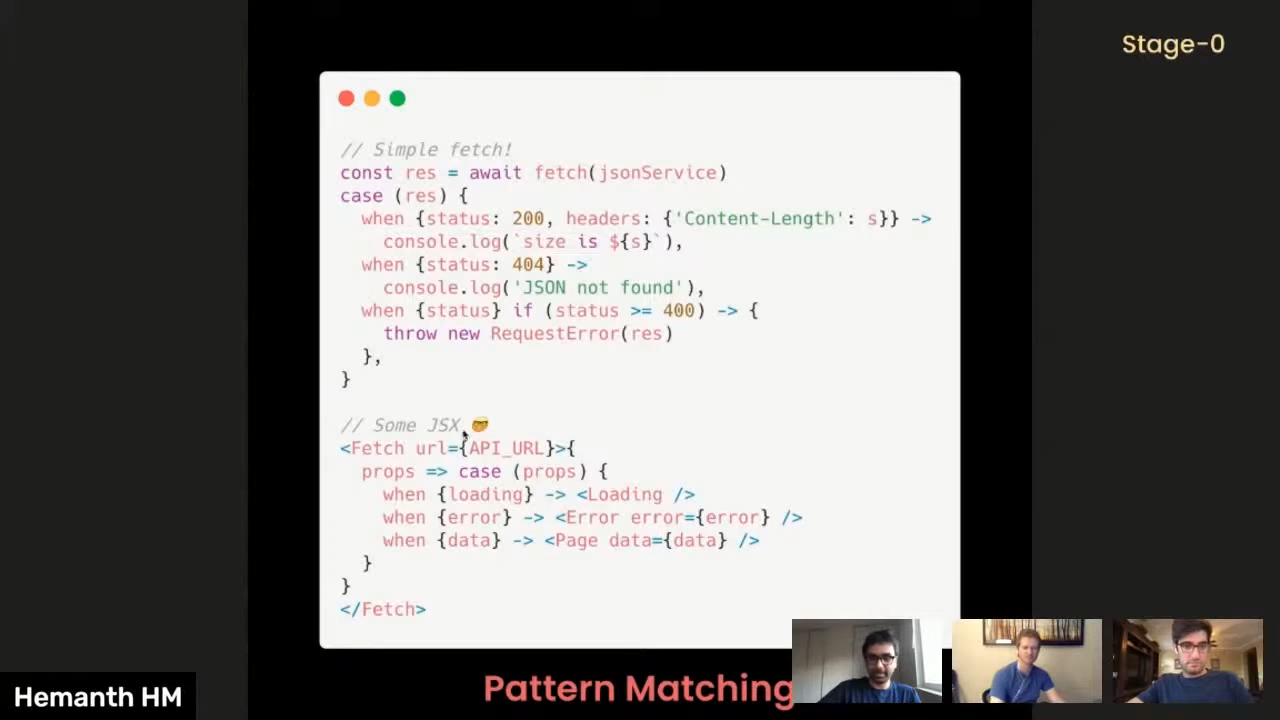 Stage-0
// Simple fetch!
const res = await fetch(jsonService)
case (res) {
  when {status: 200, headers: {'Content-Length': s}} ->
    console.log(`size is ${s}`),
  when {status: 404} ->
    console.log('JSON not found'),
  when {status} if (status >= 400) -> {
    throw new RequestError(res)
  },
}
// Some JSX 🤓
<Fetch url={API_URL}>{
  props => case (props) {
    when {loading} -> <Loading />
    when {error} -> <Error error={error} />
    when {data} -> <Page data={data} />
  }
}
</Fetch>
Pattern Matching
Hemanth HM